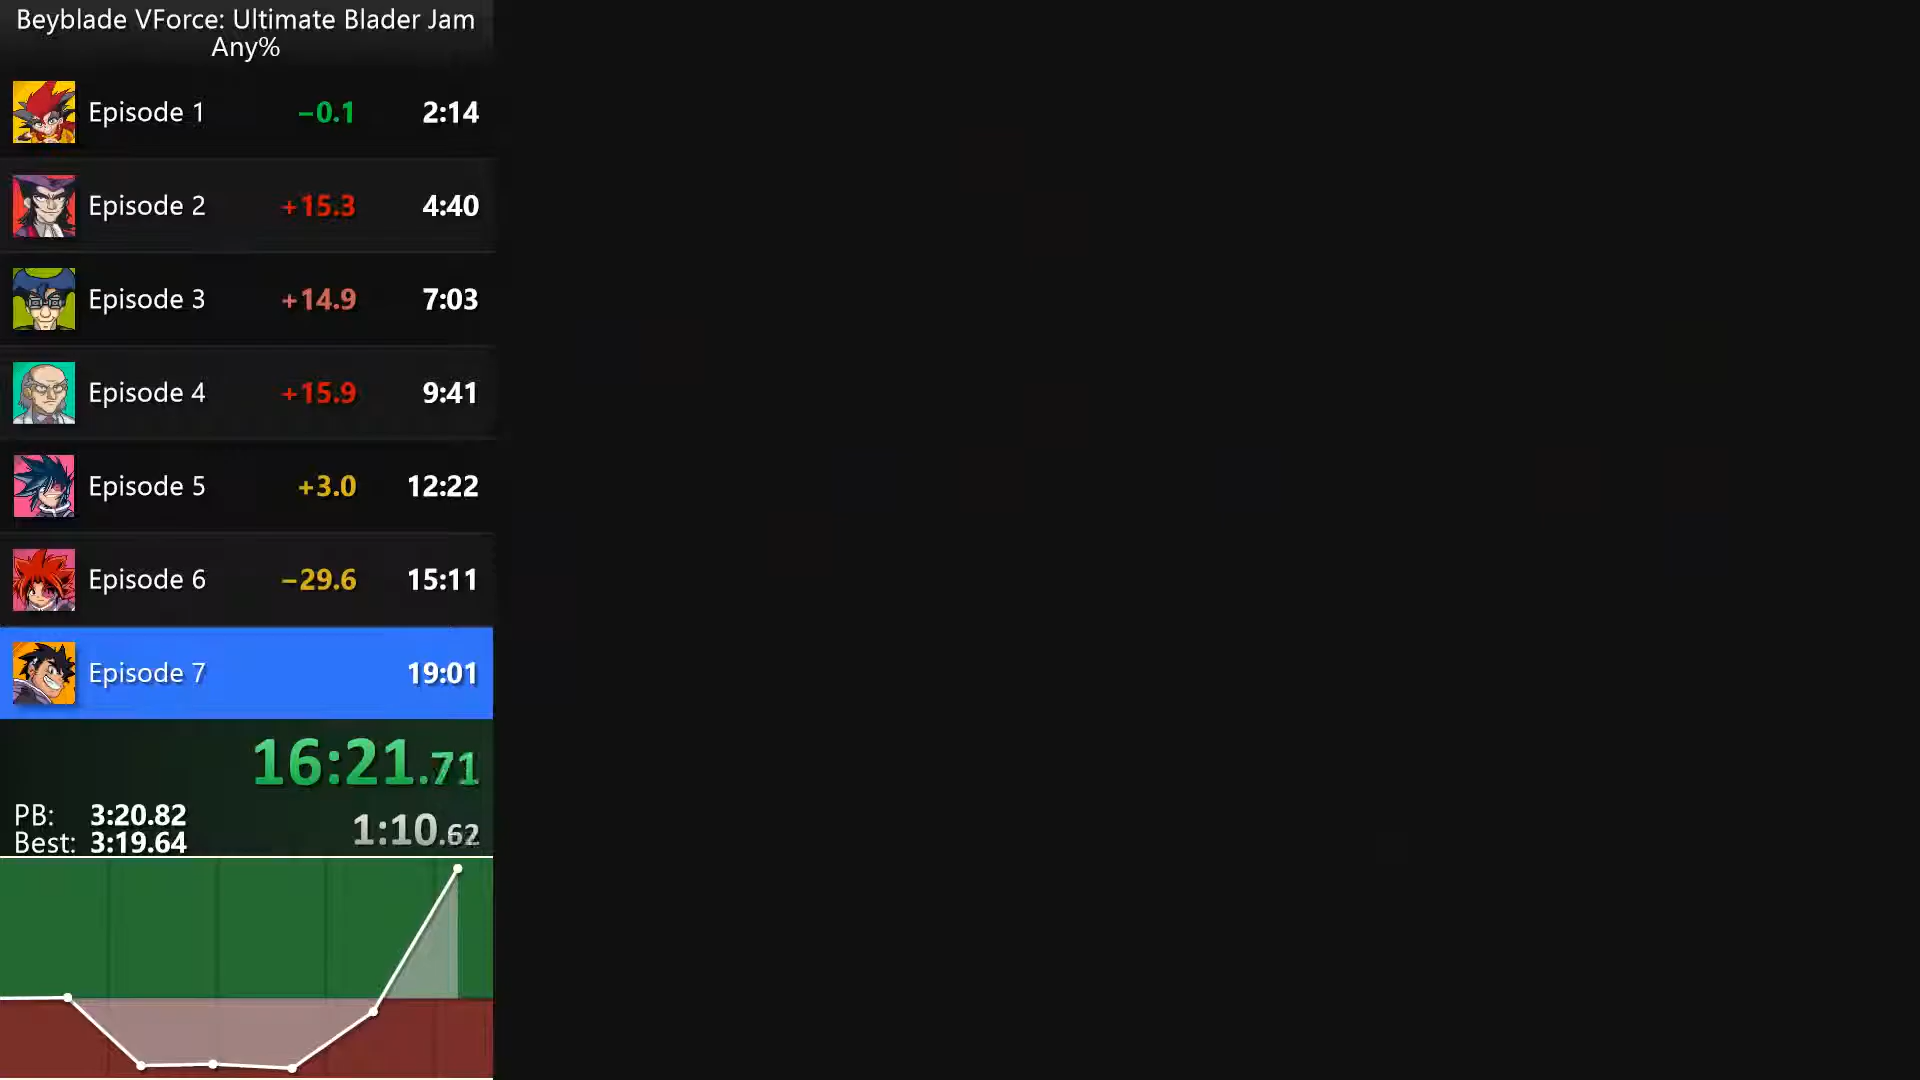 Beyblade VForce: Ultimate Blader Jam
Any%
Episode 1 −0.1 2:14
Episode 2 +15.3 4:40
Episode 3 +14.9 7:03
Episode 4 +15.9 9:41
Episode 5 +3.0 12:22
Episode 6 −29.6 15:11
Episode 7 19:01
16:21.71
PB: 3:20.82
Best: 3:19.64
1:10.62